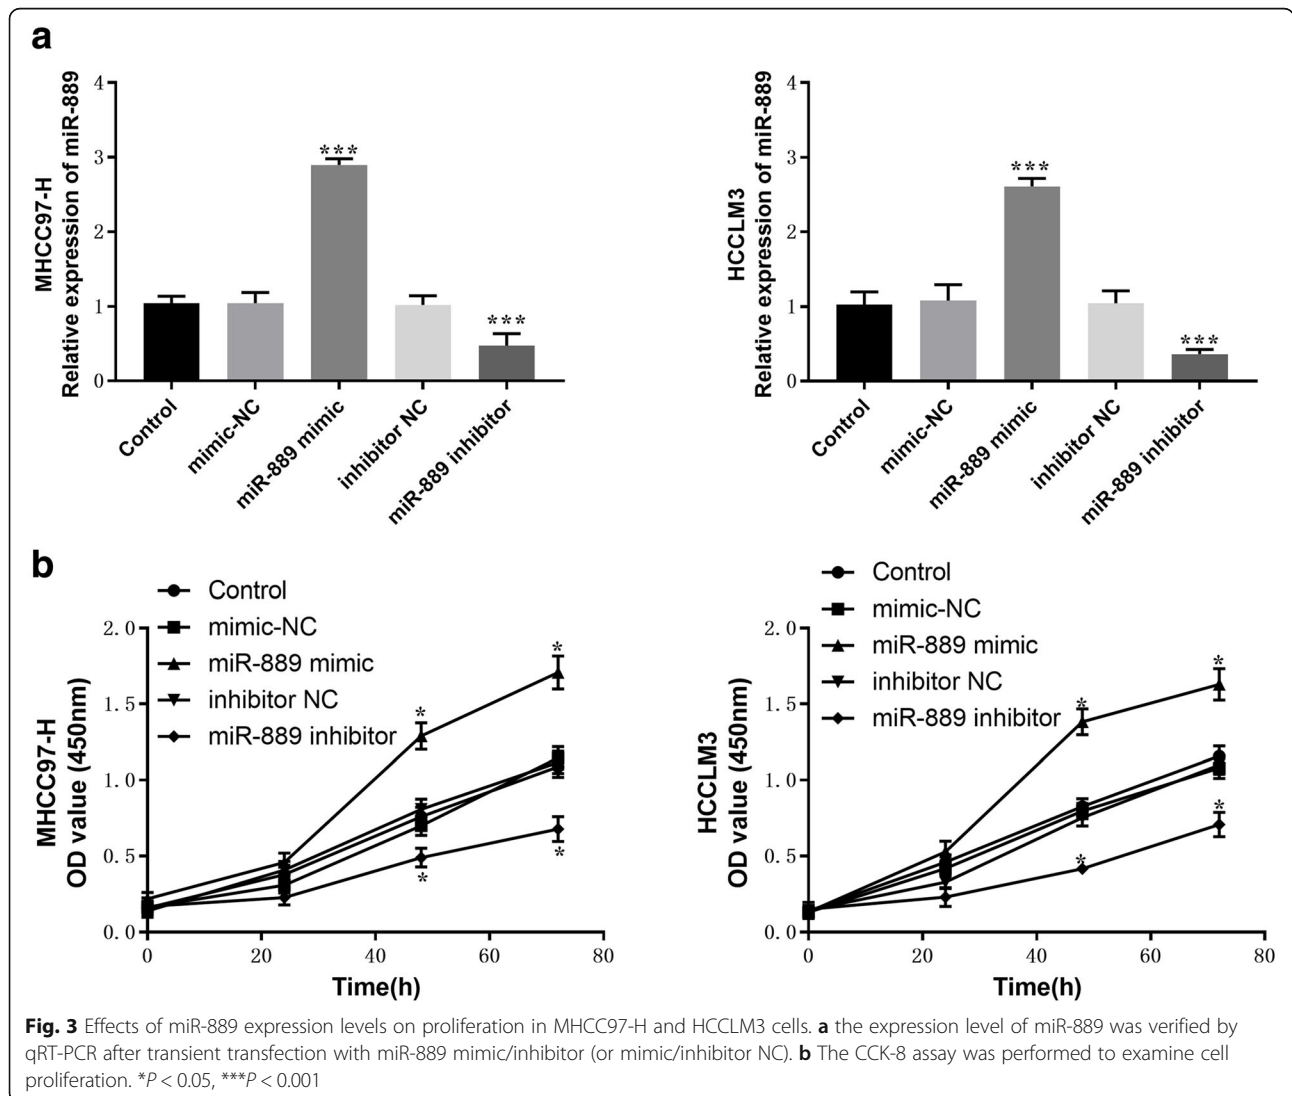 a
MHCC97-H
Relative expression of miR-889
4
3
2
1
0
***
***
Control
mimic-NC
miR-889 mimic
inhibitor NC
miR-889 inhibitor
HCCLM3
Relative expression of miR-889
4
3
2
1
0
***
***
Control
mimic-NC
miR-889 mimic
inhibitor NC
miR-889 inhibitor
b
Control
mimic-NC
miR-889 mimic
inhibitor NC
miR-889 inhibitor
MHCC97-H
OD value (450nm)
2.0
1.5
1.0
0.5
0.0
*
*
*
*
0 20 40 60 80
Time(h)
Control
mimic-NC
miR-889 mimic
inhibitor NC
miR-889 inhibitor
HCCLM3
OD value (450nm)
2.0
1.5
1.0
0.5
0.0
*
*
*
*
0 20 40 60 80
Time(h)
Fig. 3 Effects of miR-889 expression levels on proliferation in MHCC97-H and HCCLM3 cells. a the expression level of miR-889 was verified by
qRT-PCR after transient transfection with miR-889 mimic/inhibitor (or mimic/inhibitor NC). b The CCK-8 assay was performed to examine cell
proliferation. *P < 0.05, ***P < 0.001